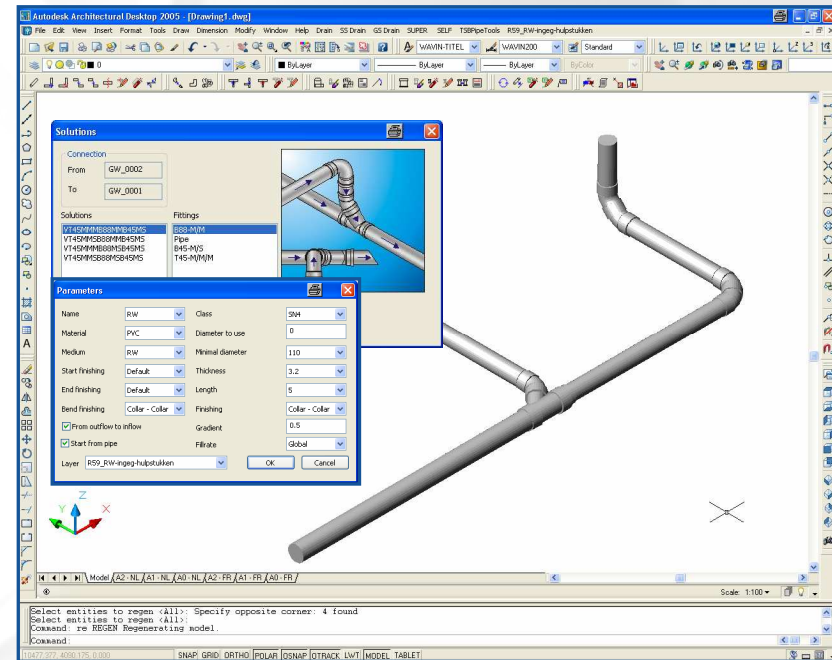 Autodesk Architectural Desktop 2005 - [Drawing1.dwg]
File Edit View Insert Format Tools Draw Dimension Modify Window Help Drain SS Drain GS Drain SUPER SELF TSBPipeTools R59_RW-ingeg-hulpstukken
WAVIN-TITEL WAVIN200 Standard
0 ByLayer ByLayer ByLayer ByColor
Solutions
Connection
From GW_0002
To GW_0001
Solutions Fittings
VT45MMMB88MMB45MS B88-M/M
VT45MMSB88MMB45MS Pipe
VT45MMMB88MSB45MS B45-M/S
VT45MMSB88MSB45MS T45-M/M/M
Parameters
Name RW Class SN4
Material PVC Diameter to use 0
Medium RW Minimal diameter 110
Start finishing Default Thickness 3.2
End finishing Default Length 5
Bend finishing Collar - Collar Finishing Collar - Collar
From outflow to inflow Gradient 0.5
Start from pipe Fillrate Global
Layer R59_RW-ingeg-hulpstukken OK Cancel
Z
Y X
Model A2 - NL A1 - NL A0 - NL A2 - FR A1 - FR A0 - FR
Scale: 1:100
Select entities to regen <All>: Specify opposite corner: 4 found
Select entities to regen <All>:
Command: re REGEN Regenerating model.
Command:
10477.377, 4090.175, 0.000 SNAP GRID ORTHO POLAR OSNAP OTRACK LWT MODEL TABLET